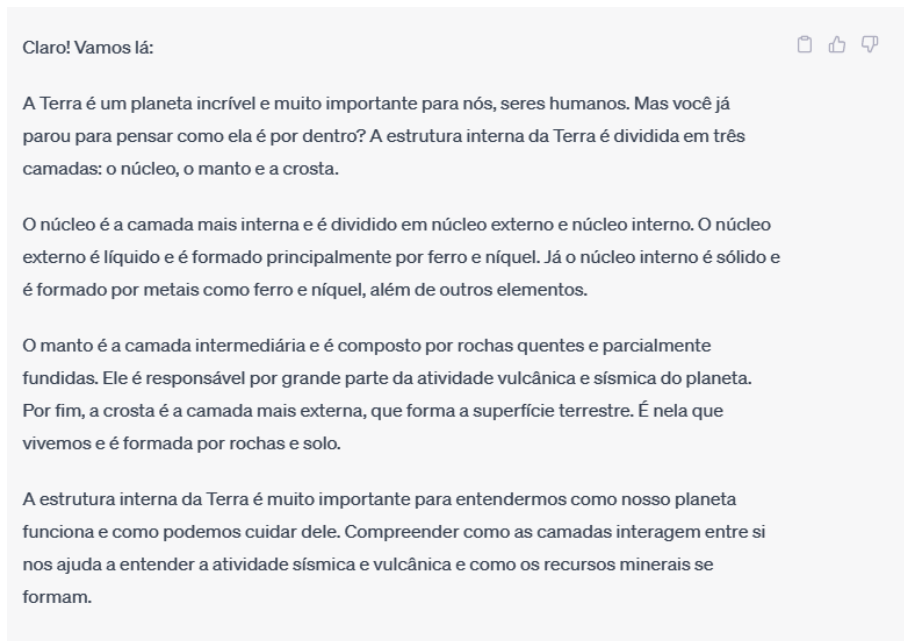 Claro! Vamos lá:
A Terra é um planeta incrível e muito importante para nós, seres humanos. Mas você já
parou para pensar como ela é por dentro? A estrutura interna da Terra é dividida em três
camadas: o núcleo, o manto e a crosta.
O núcleo é a camada mais interna e é dividido em núcleo externo e núcleo interno. O núcleo
externo é líquido e é formado principalmente por ferro e níquel. Já o núcleo interno é sólido e
é formado por metais como ferro e níquel, além de outros elementos.
O manto é a camada intermediária e é composto por rochas quentes e parcialmente
fundidas. Ele é responsável por grande parte da atividade vulcânica e sísmica do planeta.
Por fim, a crosta é a camada mais externa, que forma a superfície terrestre. É nela que
vivemos e é formada por rochas e solo.
A estrutura interna da Terra é muito importante para entendermos como nosso planeta
funciona e como podemos cuidar dele. Compreender como as camadas interagem entre si
nos ajuda a entender a atividade sísmica e vulcânica e como os recursos minerais se
formam.